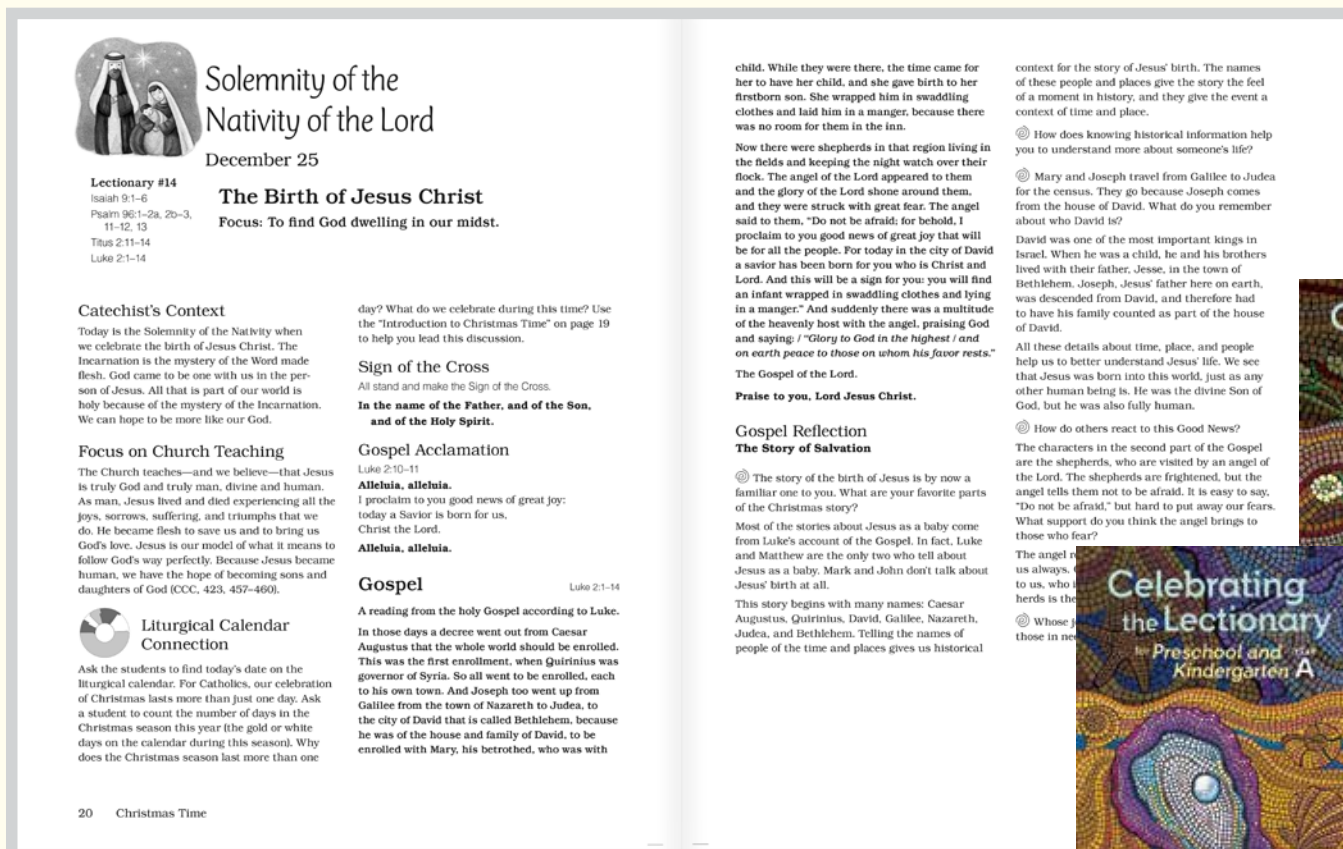 Solemnity of the
Nativity of the Lord
December 25
Lectionary #14
Isaiah 9:1–6
Psalm 96:1–2a, 2b–3,
11–12, 13
Titus 2:11–14
Luke 2:1–14
The Birth of Jesus Christ
Focus: To find God dwelling in our midst.
Catechist's Context
Today is the Solemnity of the Nativity when
we celebrate the birth of Jesus Christ. The
Incarnation is the mystery of the Word made
flesh. God came to be one with us in the per-
son of Jesus. All that is part of our world is
holy because of the mystery of the Incarnation.
We can hope to be more like our God.
Focus on Church Teaching
The Church teaches—and we believe—that Jesus
is truly God and truly man, divine and human.
As man, Jesus lived and died experiencing all the
joys, sorrows, suffering, and triumphs that we
do. He became flesh to save us and to bring us
God's love. Jesus is our model of what it means to
follow God's way perfectly. Because Jesus became
human, we have the hope of becoming sons and
daughters of God (CCC, 423, 457–460).
Liturgical Calendar
Connection
Ask the students to find today's date on the
liturgical calendar. For Catholics, our celebration
of Christmas lasts more than just one day. Ask
a student to count the number of days in the
Christmas season this year (the gold or white
days on the calendar during this season). Why
does the Christmas season last more than one
day? What do we celebrate during this time? Use
the "Introduction to Christmas Time" on page 19
to help you lead this discussion.
Sign of the Cross
All stand and make the Sign of the Cross.
In the name of the Father, and of the Son,
and of the Holy Spirit.
Gospel Acclamation
Luke 2:10–11
Alleluia, alleluia.
I proclaim to you good news of great joy:
today a Savior is born for us,
Christ the Lord.
Alleluia, alleluia.
Gospel Luke 2:1–14
A reading from the holy Gospel according to Luke.
In those days a decree went out from Caesar
Augustus that the whole world should be enrolled.
This was the first enrollment, when Quirinius was
governor of Syria. So all went to be enrolled, each
to his own town. And Joseph too went up from
Galilee from the town of Nazareth to Judea, to
the city of David that is called Bethlehem, because
he was of the house and family of David, to be
enrolled with Mary, his betrothed, who was with
20 Christmas Time
child. While they were there, the time came for
her to have her child, and she gave birth to her
firstborn son. She wrapped him in swaddling
clothes and laid him in a manger, because there
was no room for them in the inn.
Now there were shepherds in that region living in
the fields and keeping the night watch over their
flock. The angel of the Lord appeared to them
and the glory of the Lord shone around them,
and they were struck with great fear. The angel
said to them, "Do not be afraid; for behold, I
proclaim to you good news of great joy that will
be for all the people. For today in the city of David
a savior has been born for you who is Christ and
Lord. And this will be a sign for you: you will find
an infant wrapped in swaddling clothes and lying
in a manger." And suddenly there was a multitude
of the heavenly host with the angel, praising God
and saying: / "Glory to God in the highest / and
on earth peace to those on whom his favor rests."
The Gospel of the Lord.
Praise to you, Lord Jesus Christ.
Gospel Reflection
The Story of Salvation
The story of the birth of Jesus is by now a
familiar one to you. What are your favorite parts
of the Christmas story?
Most of the stories about Jesus as a baby come
from Luke's account of the Gospel. In fact, Luke
and Matthew are the only two who tell about
Jesus as a baby. Mark and John don't talk about
Jesus' birth at all.
This story begins with many names: Caesar
Augustus, Quirinius, David, Galilee, Nazareth,
Judea, and Bethlehem. Telling the names of
people of the time and places gives us historical
context for the story of Jesus' birth. The names
of these people and places give the story the feel
of a moment in history, and they give the event a
context of time and place.
How does knowing historical information help
you to understand more about someone's life?
Mary and Joseph travel from Galilee to Judea
for the census. They go because Joseph comes
from the house of David. What do you remember
about who David is?
David was one of the most important kings in
Israel. When he was a child, he and his brothers
lived with their father, Jesse, in the town of
Bethlehem. Joseph, Jesus' father here on earth,
was descended from David, and therefore had
to have his family counted as part of the house
of David.
All these details about time, place, and people
help us to better understand Jesus' life. We see
that Jesus was born into this world, just as any
other human being is. He was the divine Son of
God, but he was also fully human.
How do others react to this Good News?
The characters in the second part of the Gospel
are the shepherds, who are visited by an angel of
the Lord. The shepherds are frightened, but the
angel tells them not to be afraid. It is easy to say,
"Do not be afraid," but hard to put away our fears.
What support do you think the angel brings to
those who fear?
The angel
us always.
to us, who
herds is the
Whose
those in
Celebrating
the Lectionary
for Preschool and year
Kindergarten A